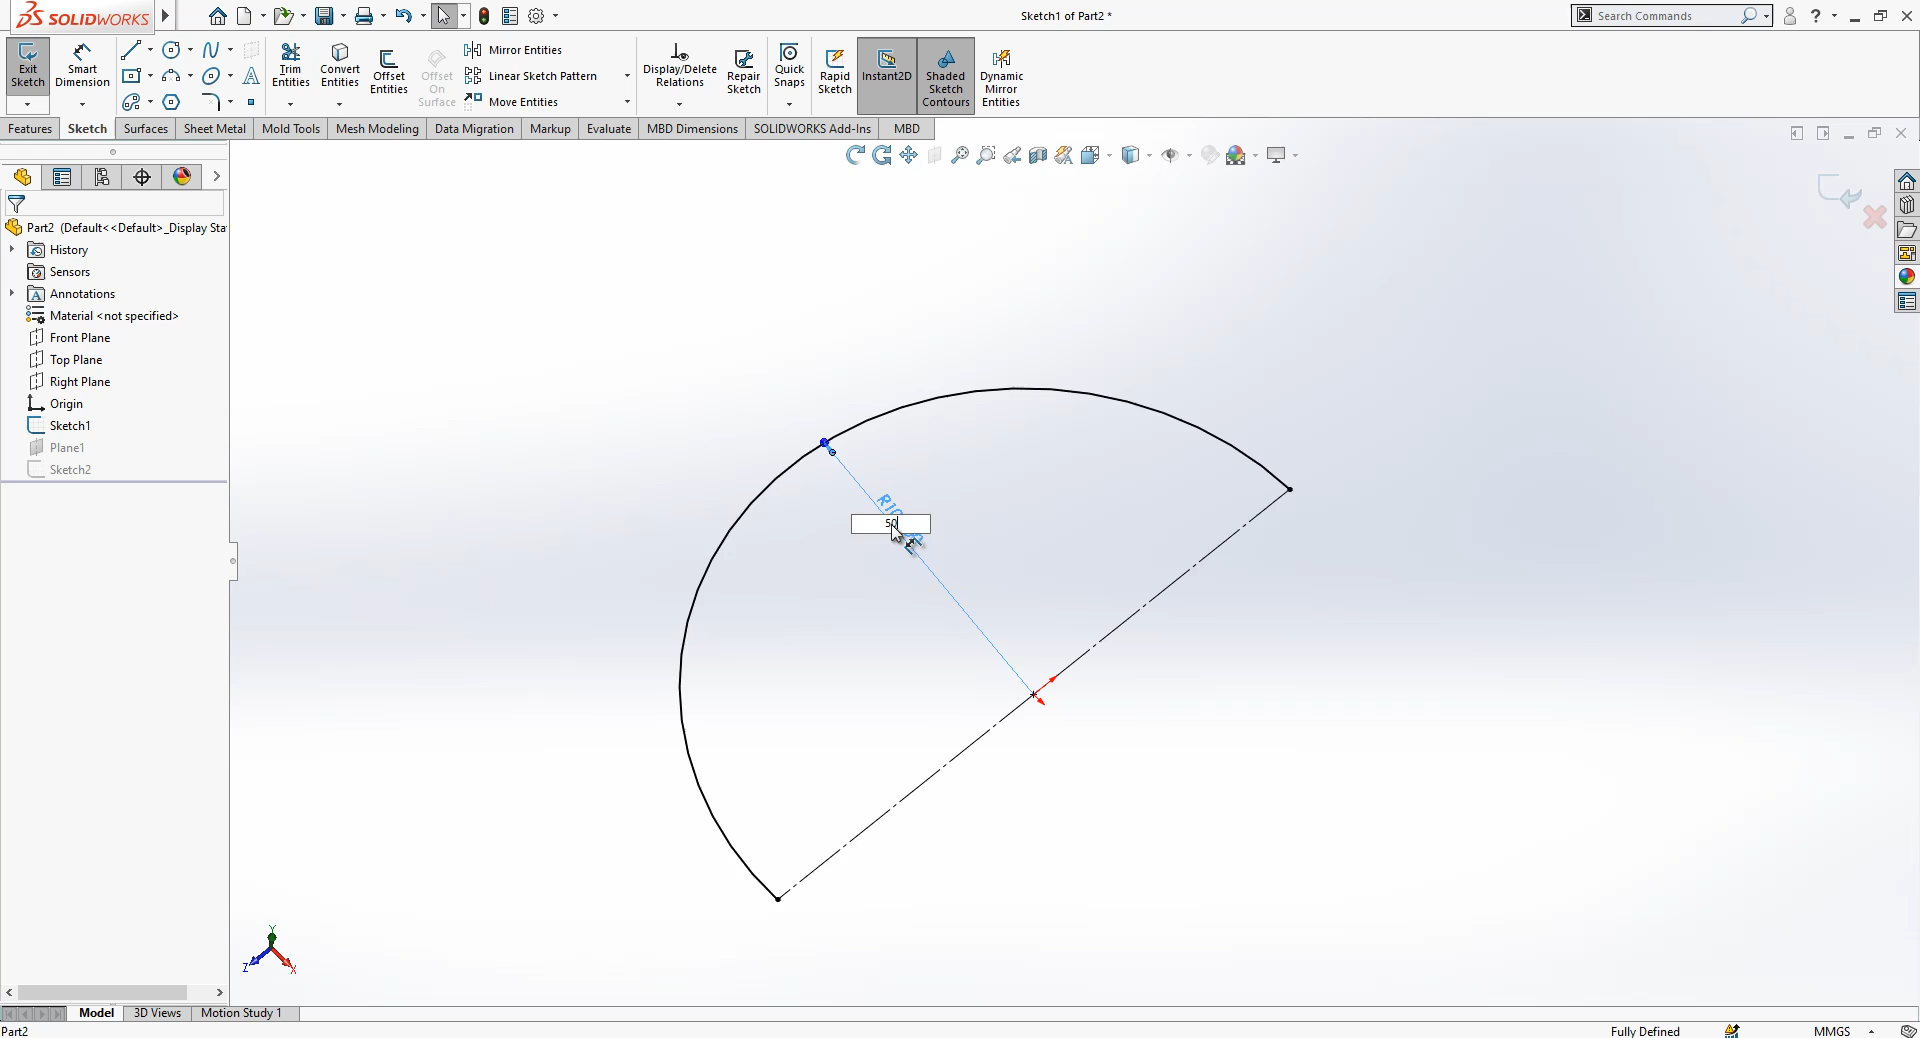 SOLIDWORKS
Sketch1 of Part2 *
Search Commands
Exit Sketch
Smart Dimension
Trim Entities
Convert Entities
Offset Entities
Offset On Surface
Mirror Entities
Linear Sketch Pattern
Move Entities
Display/Delete Relations
Repair Sketch
Quick Snaps
Rapid Sketch
Instant2D
Shaded Sketch Contours
Dynamic Mirror Entities
Features
Sketch
Surfaces
Sheet Metal
Mold Tools
Mesh Modeling
Data Migration
Markup
Evaluate
MBD Dimensions
SOLIDWORKS Add-Ins
MBD
Part2 (Default<<Default>_Display Sta
History
Sensors
Annotations
Material <not specified>
Front Plane
Top Plane
Right Plane
Origin
Sketch1
Plane1
Sketch2
50
Y
Z
X
Model
3D Views
Motion Study 1
Part2
Fully Defined
MMGS